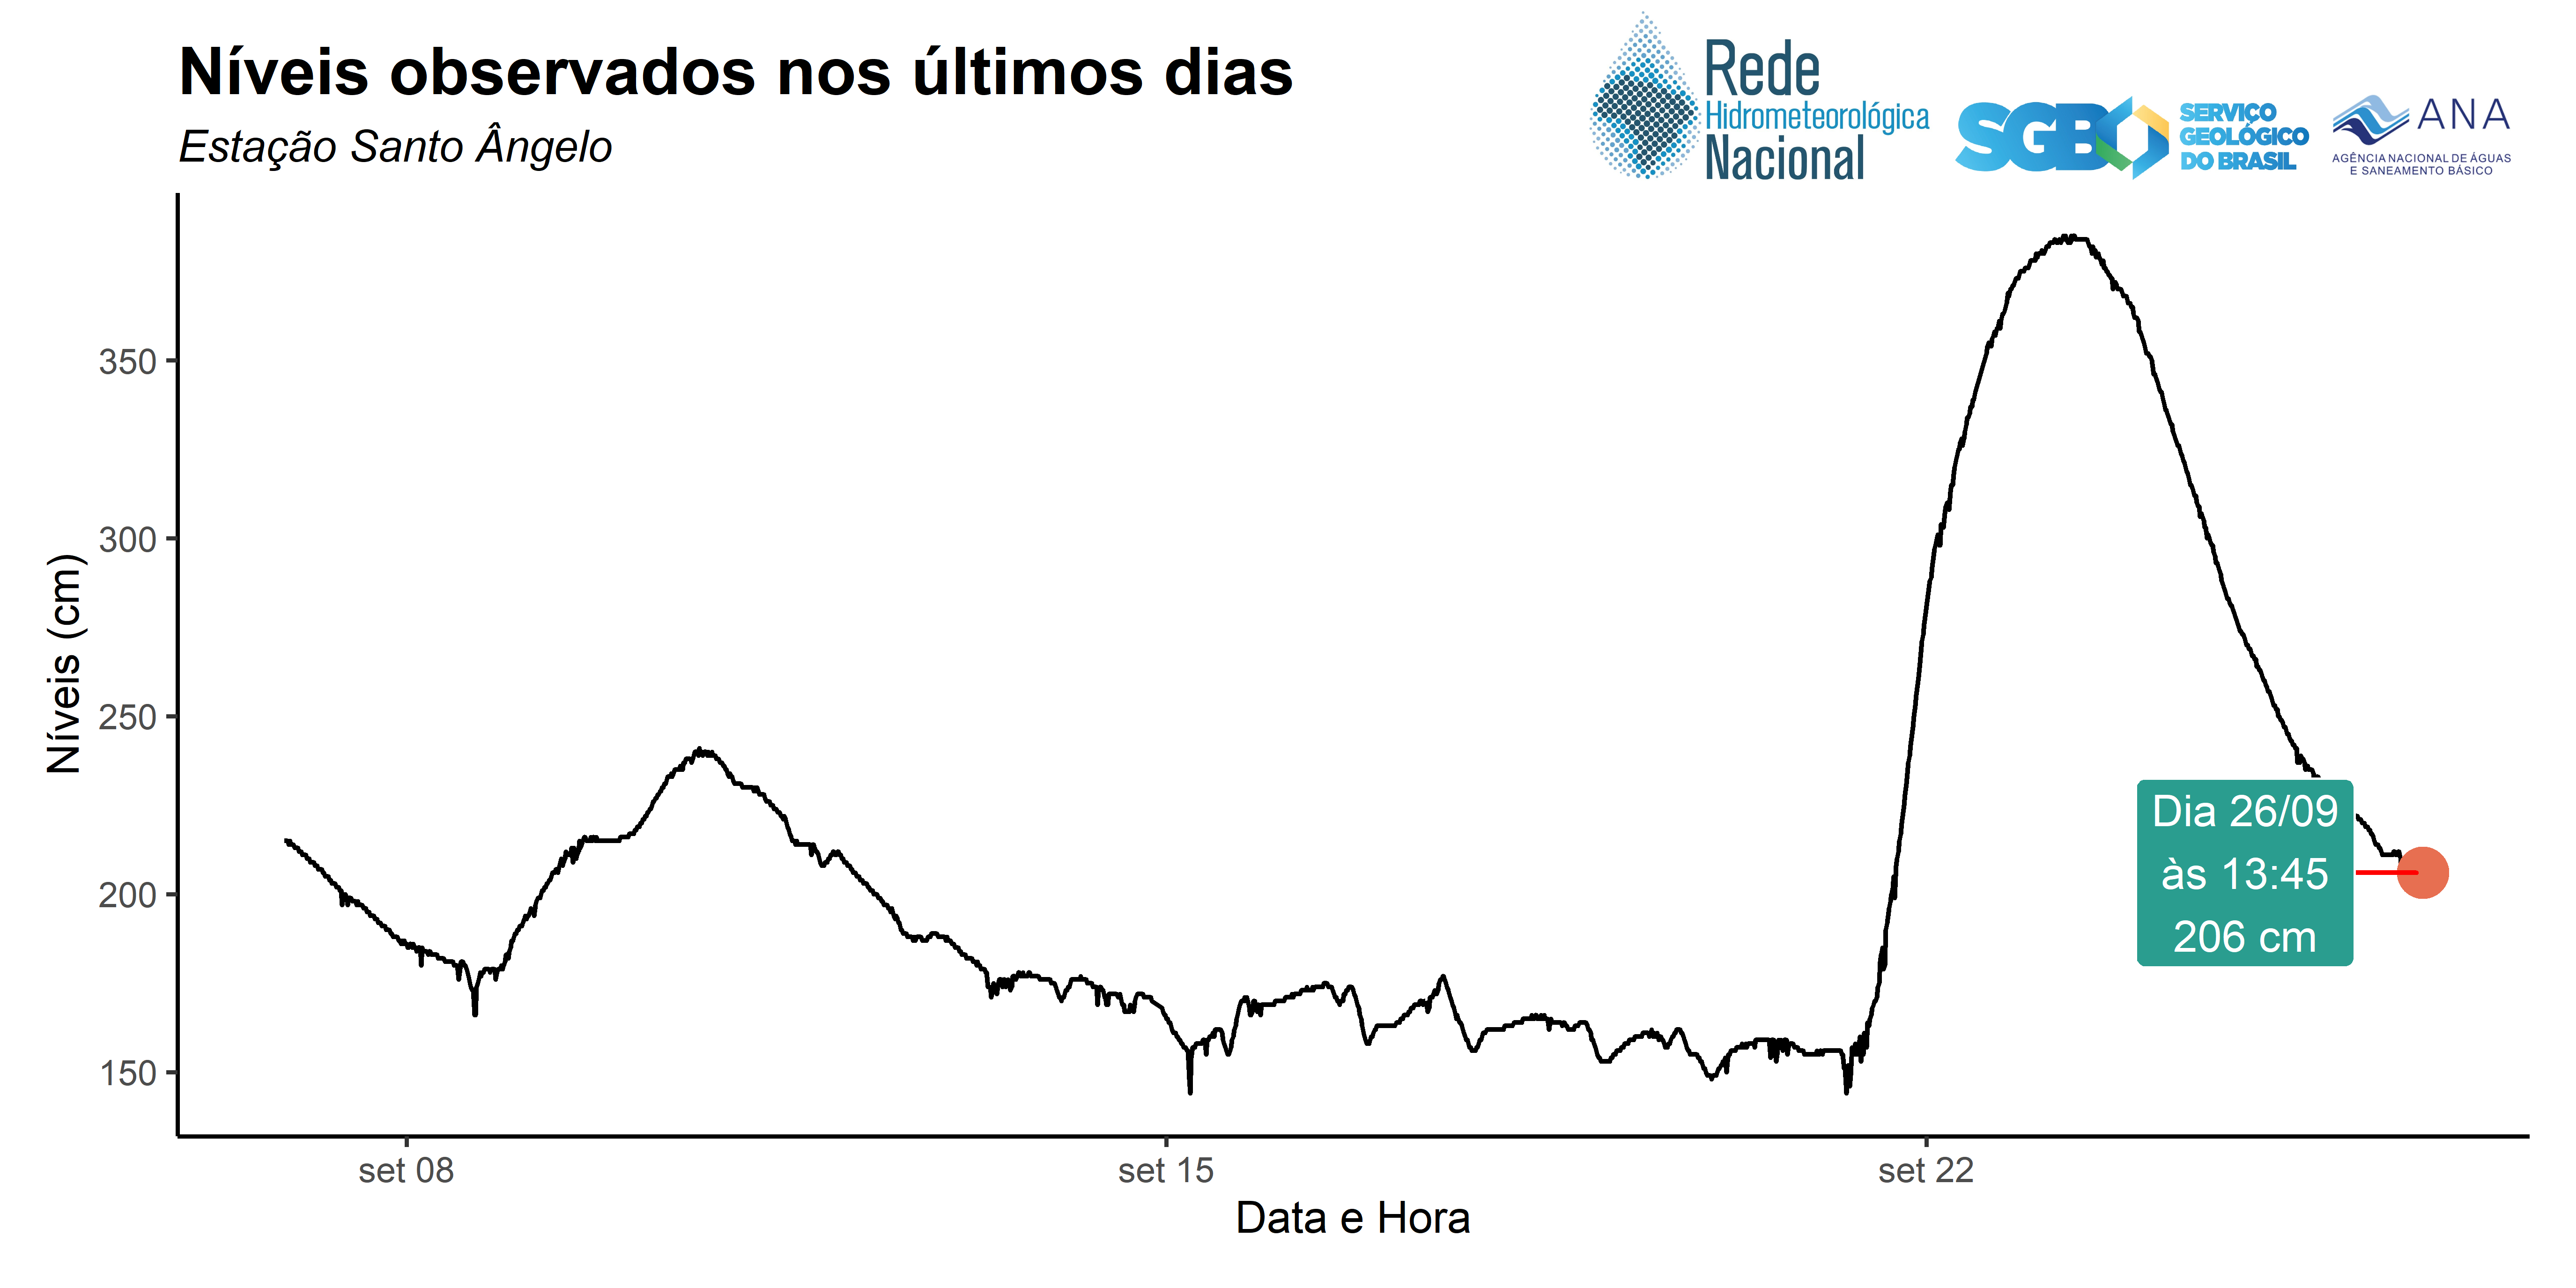 Níveis observados nos últimos dias
Estação Santo Ângelo
Rede
Hidrometeorológica
Nacional
SGB
SERVIÇO
GEOLÓGICO
DO BRASIL
ANA
AGÊNCIA NACIONAL DE ÁGUAS
E SANEAMENTO BÁSICO
Níveis (cm)
350
300
250
200
150
Dia 26/09
às 13:45
206 cm
set 08
set 15
set 22
Data e Hora